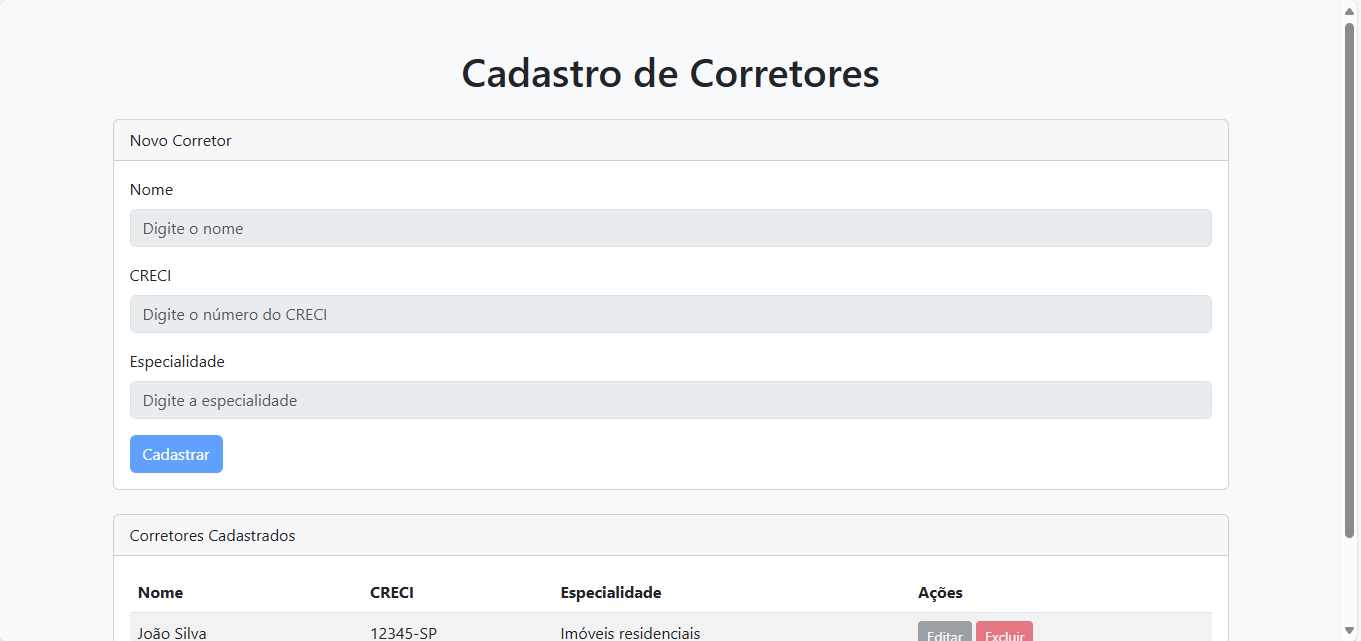 Cadastro de Corretores
Novo Corretor
Nome
Digite o nome
CRECI
Digite o número do CRECI
Especialidade
Digite a especialidade
Cadastrar
Corretores Cadastrados
Nome CRECI Especialidade Ações
João Silva 12345-SP Imóveis residenciais Editar Excluir